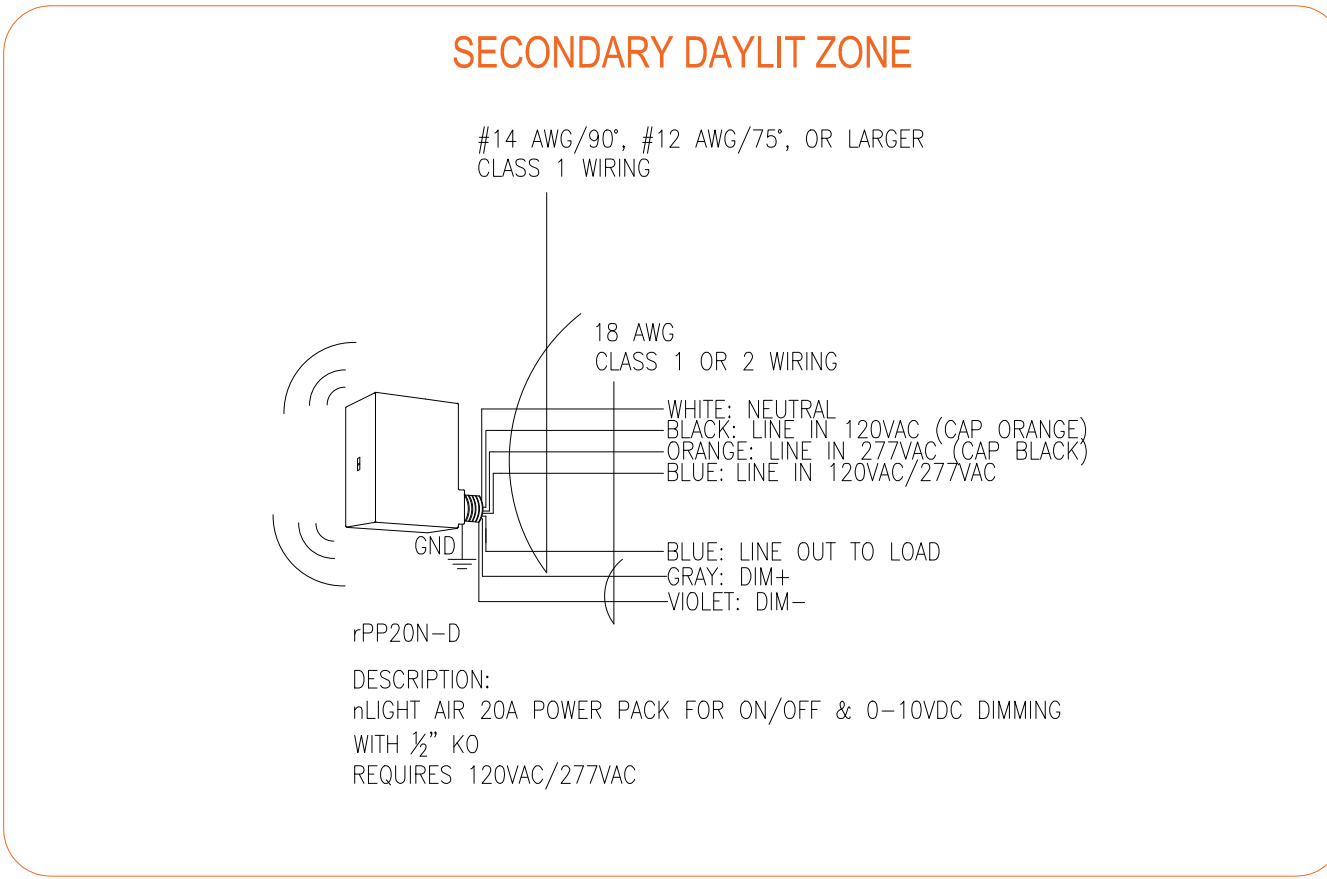 SECONDARY DAYLIT ZONE
#14 AWG/90°, #12 AWG/75°, OR LARGER
CLASS 1 WIRING
18 AWG
CLASS 1 OR 2 WIRING
WHITE: NEUTRAL
BLACK: LINE IN 120VAC (CAP ORANGE)
ORANGE: LINE IN 277VAC (CAP BLACK)
BLUE: LINE IN 120VAC/277VAC
GND
BLUE: LINE OUT TO LOAD
GRAY: DIM+
VIOLET: DIM−
rPP20N−D
DESCRIPTION:
nLIGHT AIR 20A POWER PACK FOR ON/OFF & 0−10VDC DIMMING
WITH ½” KO
REQUIRES 120VAC/277VAC